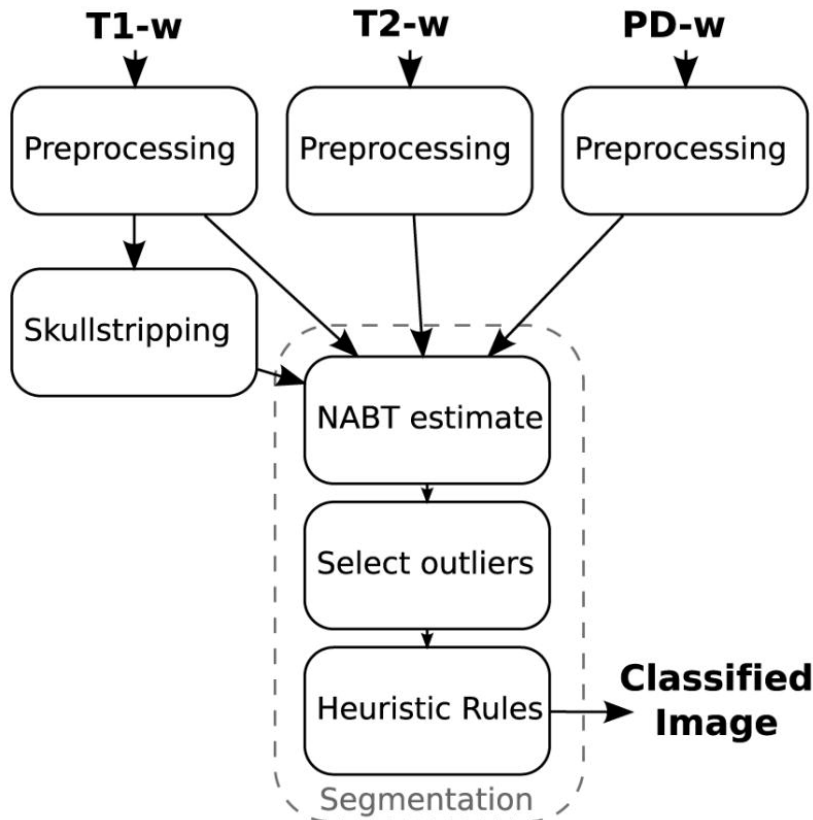 T1-w
T2-w
PD-w
Preprocessing
Preprocessing
Preprocessing
Skullstripping
NABT estimate
Select outliers
Heuristic Rules
Classified
Image
Segmentation